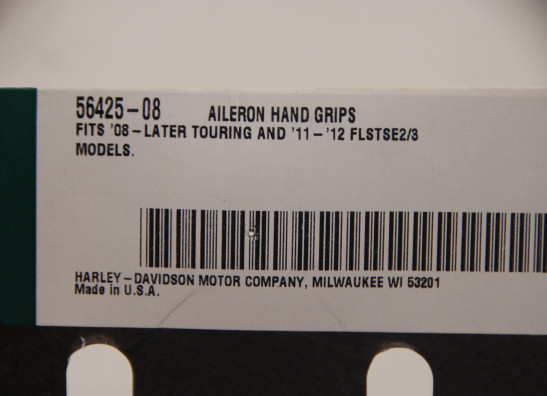 56425-08 AILERON HAND GRIPS
FITS '08-LATER TOURING AND '11-'12 FLSTSE2/3
MODELS.
HARLEY-DAVIDSON MOTOR COMPANY, MILWAUKEE WI 53201
Made in U.S.A.